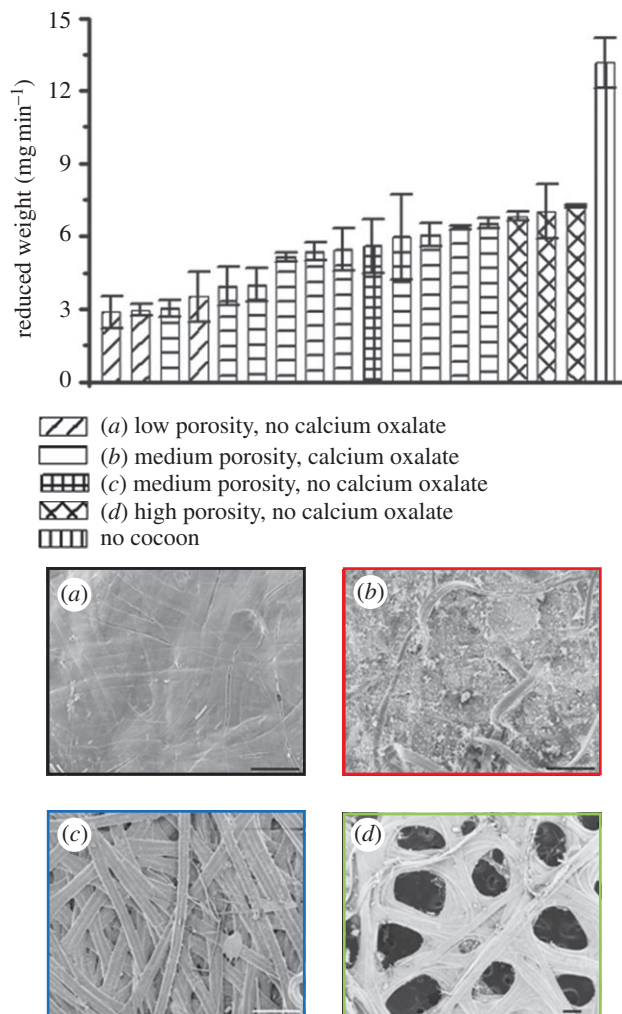 15
12
9
6
3
0
reduced weight (mg min⁻¹)
(a) low porosity, no calcium oxalate
(b) medium porosity, calcium oxalate
(c) medium porosity, no calcium oxalate
(d) high porosity, no calcium oxalate
no cocoon
(a)
(b)
(c)
(d)